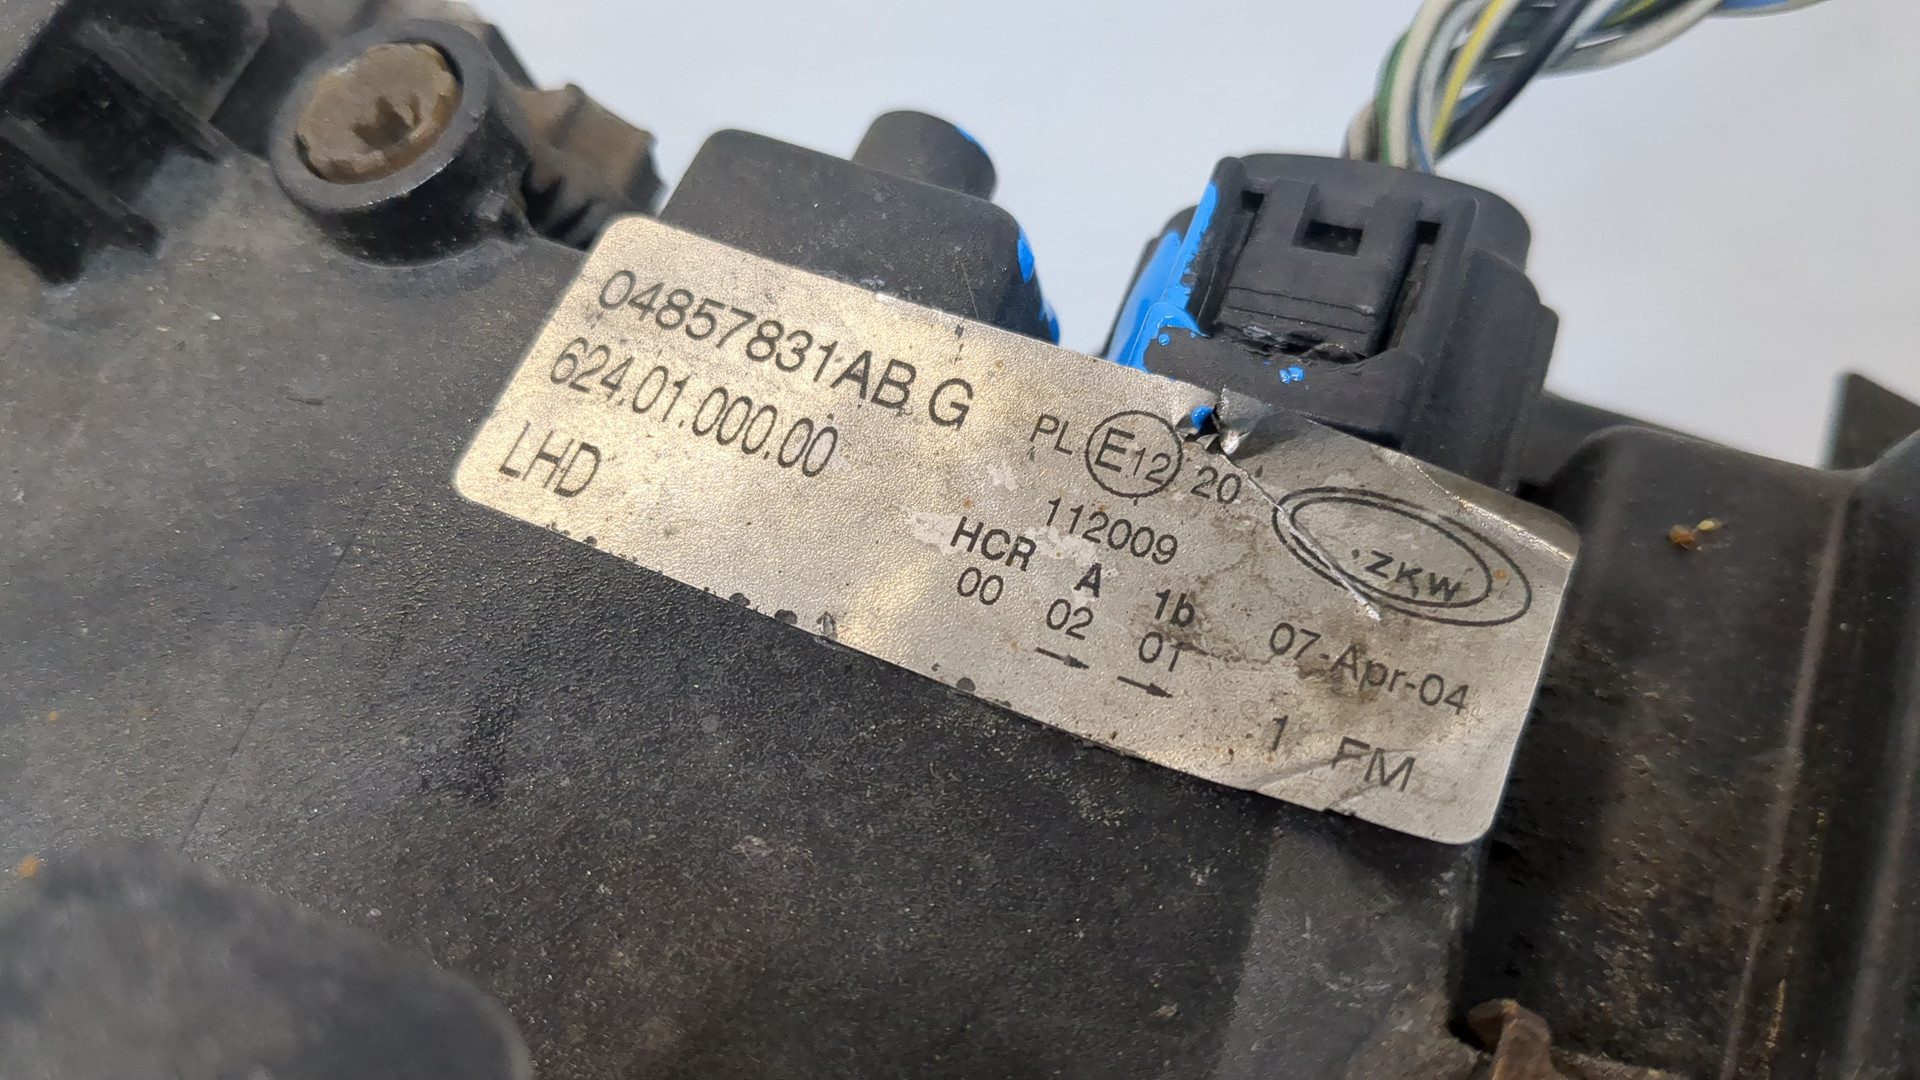 04857831AB G
624.01.000.00
LHD
PL E12 20
112009
HCR A 1b
00 02 01
→ →
ZKW
07-Apr-04
1 FM